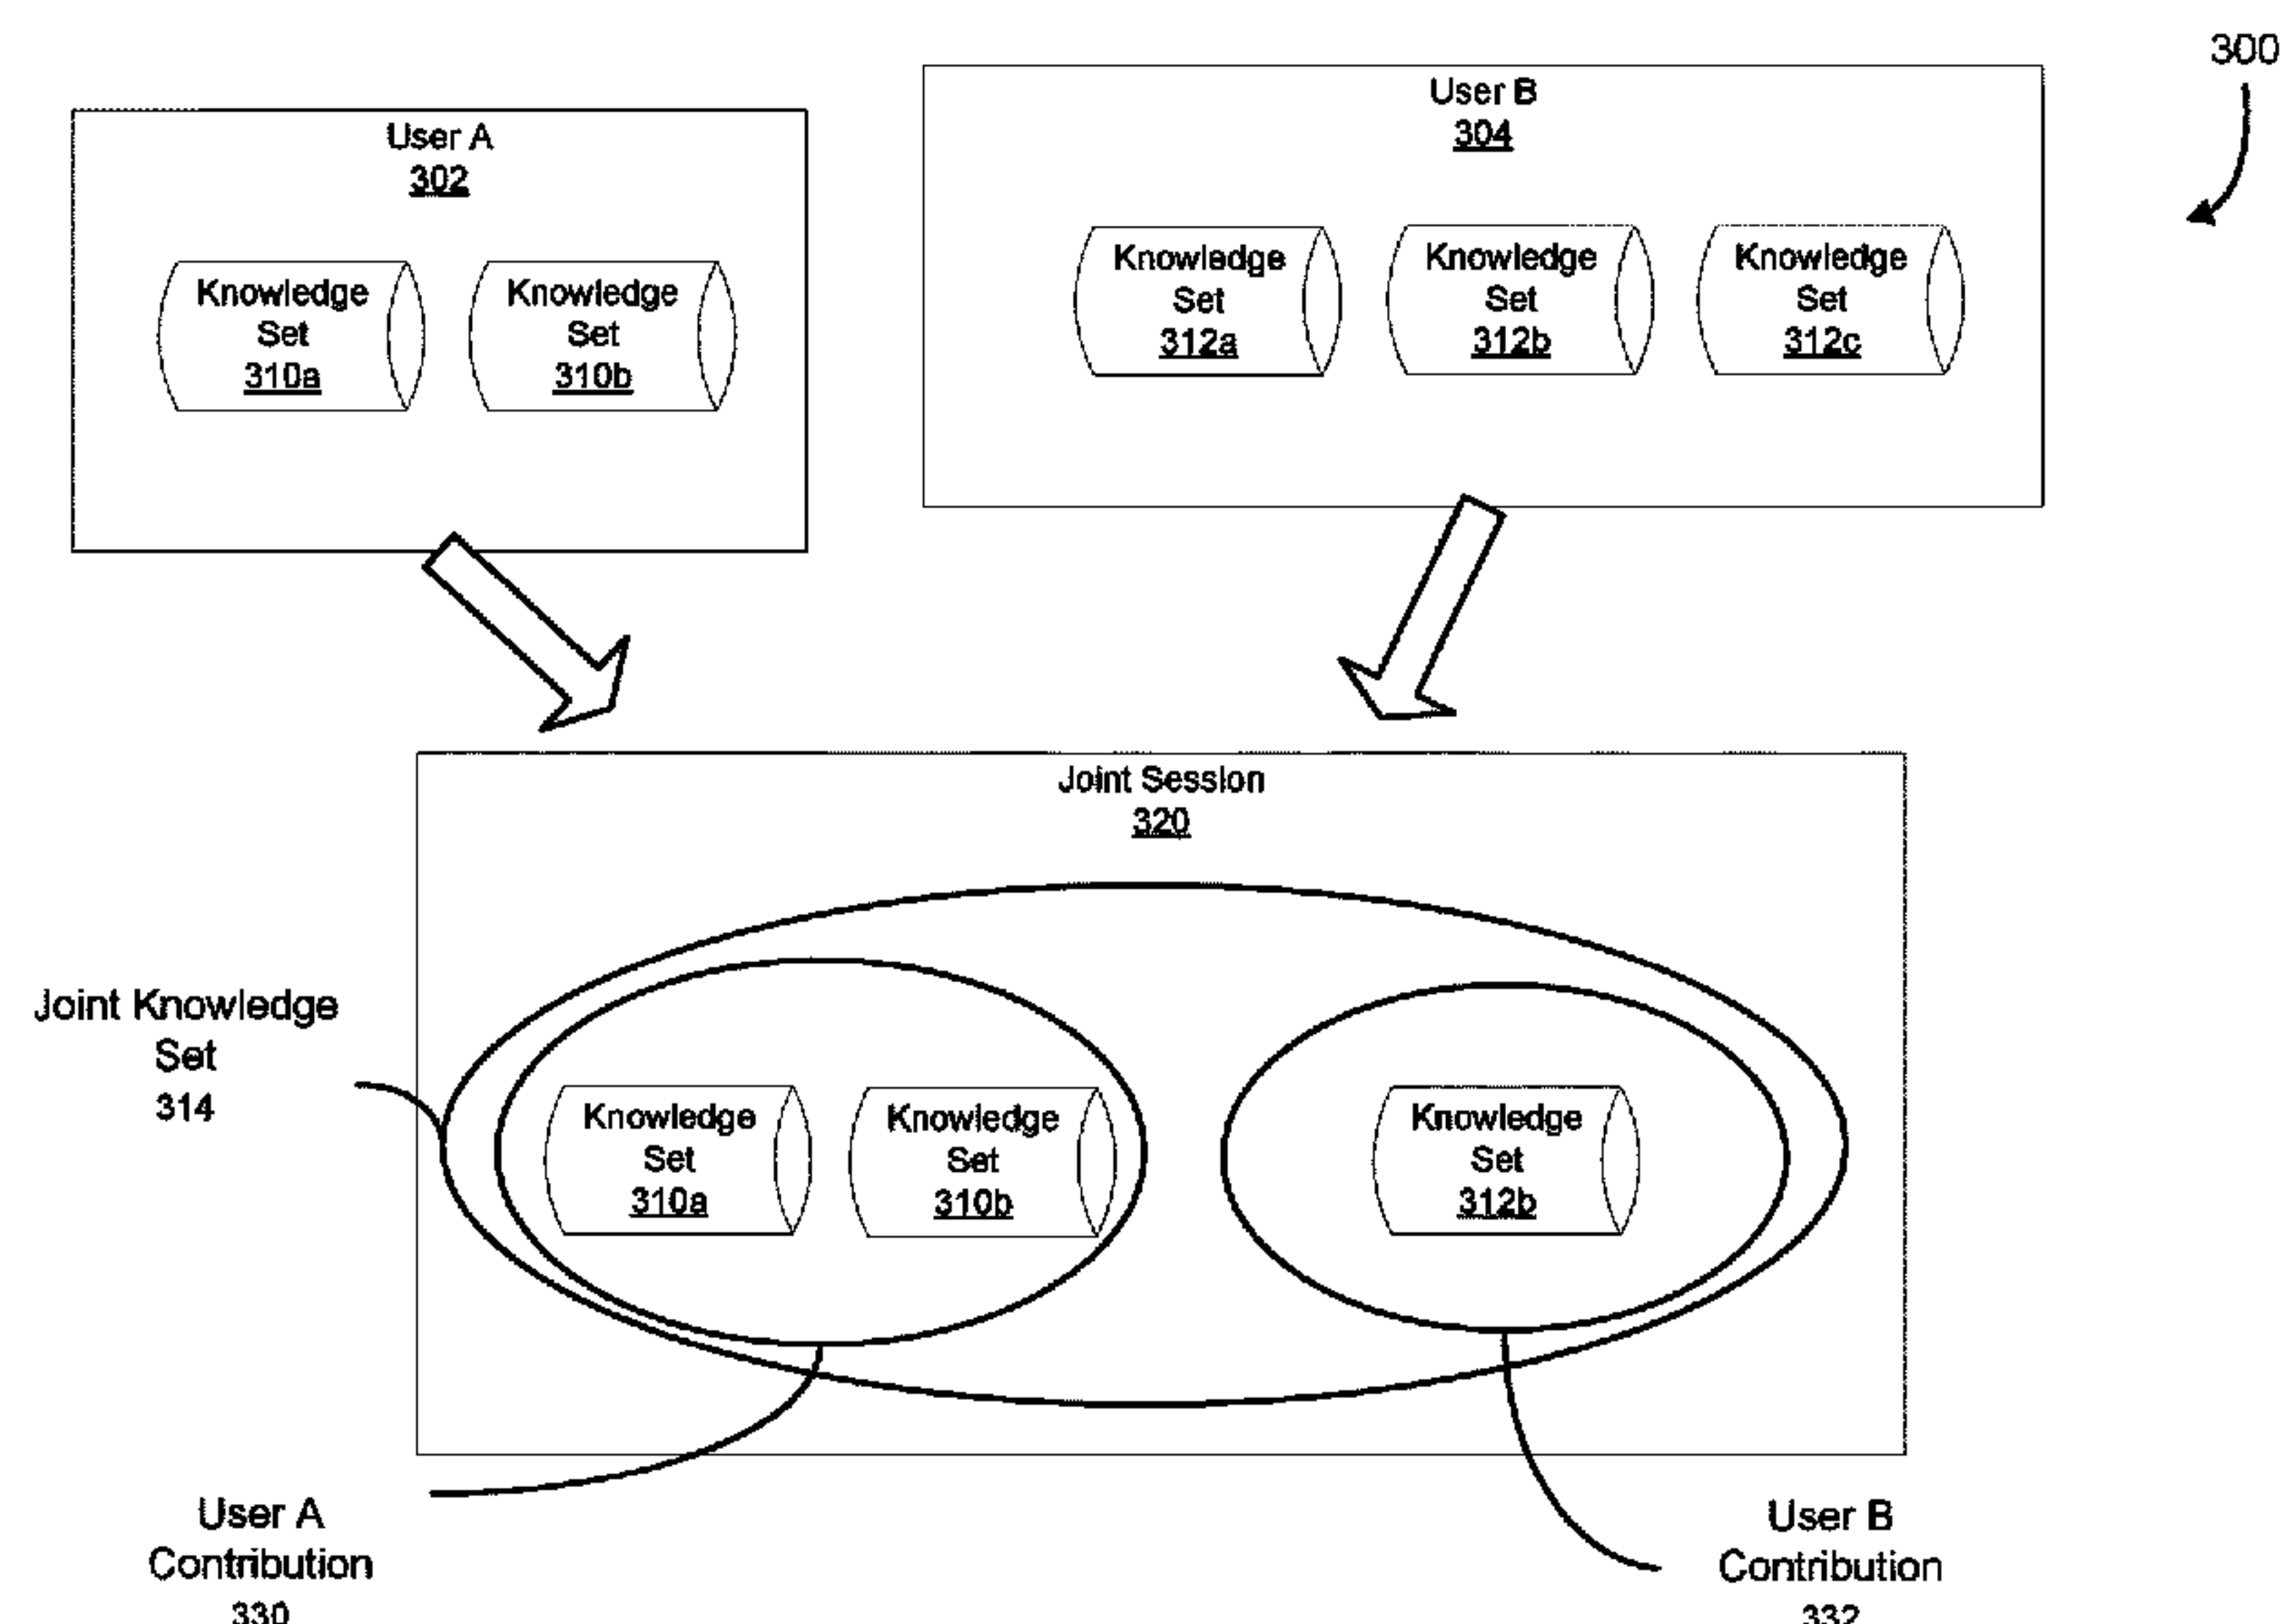 300
User A
302
Knowledge
Set
310a
Knowledge
Set
310b
User B
304
Knowledge
Set
312a
Knowledge
Set
312b
Knowledge
Set
312c
Joint Session
320
Joint Knowledge
Set
314
Knowledge
Set
310a
Knowledge
Set
310b
Knowledge
Set
312b
User A
Contribution
330
User B
Contribution
332